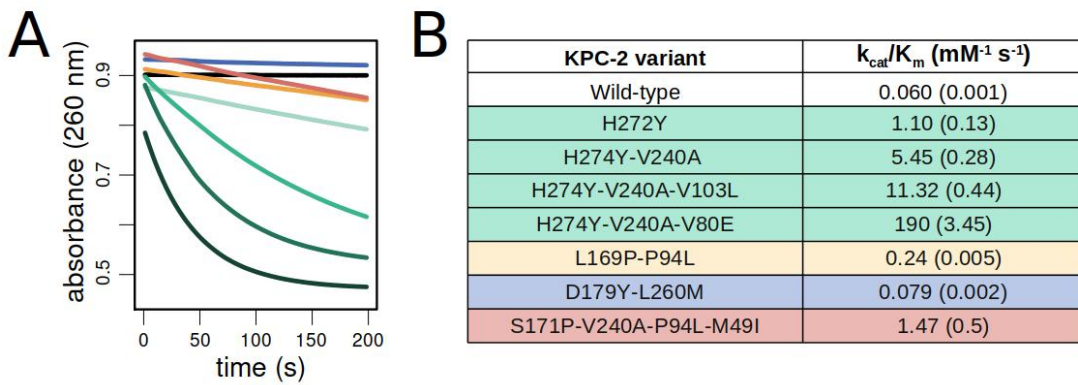 A
absorbance (260 nm)
0.9
0.7
0.5
0 50 100 150 200
time (s)
B
KPC-2 variant k_cat/K_m (mM⁻¹ s⁻¹)
Wild-type 0.060 (0.001)
H272Y 1.10 (0.13)
H274Y-V240A 5.45 (0.28)
H274Y-V240A-V103L 11.32 (0.44)
H274Y-V240A-V80E 190 (3.45)
L169P-P94L 0.24 (0.005)
D179Y-L260M 0.079 (0.002)
S171P-V240A-P94L-M49I 1.47 (0.5)